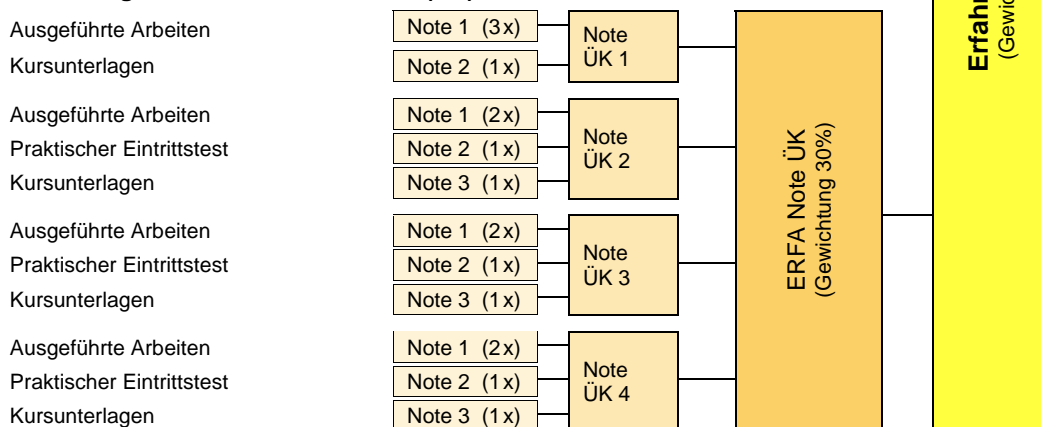 Ausgeführte Arbeiten
Note 1 (3x)
Kursunterlagen
Note 2 (1x)
Note
ÜK 1
Ausgeführte Arbeiten
Note 1 (2x)
Praktischer Eintrittstest
Note 2 (1x)
Kursunterlagen
Note 3 (1x)
Note
ÜK 2
Ausgeführte Arbeiten
Note 1 (2x)
Praktischer Eintrittstest
Note 2 (1x)
Kursunterlagen
Note 3 (1x)
Note
ÜK 3
Ausgeführte Arbeiten
Note 1 (2x)
Praktischer Eintrittstest
Note 2 (1x)
Kursunterlagen
Note 3 (1x)
Note
ÜK 4
ERFA Note ÜK
(Gewichtung 30%)